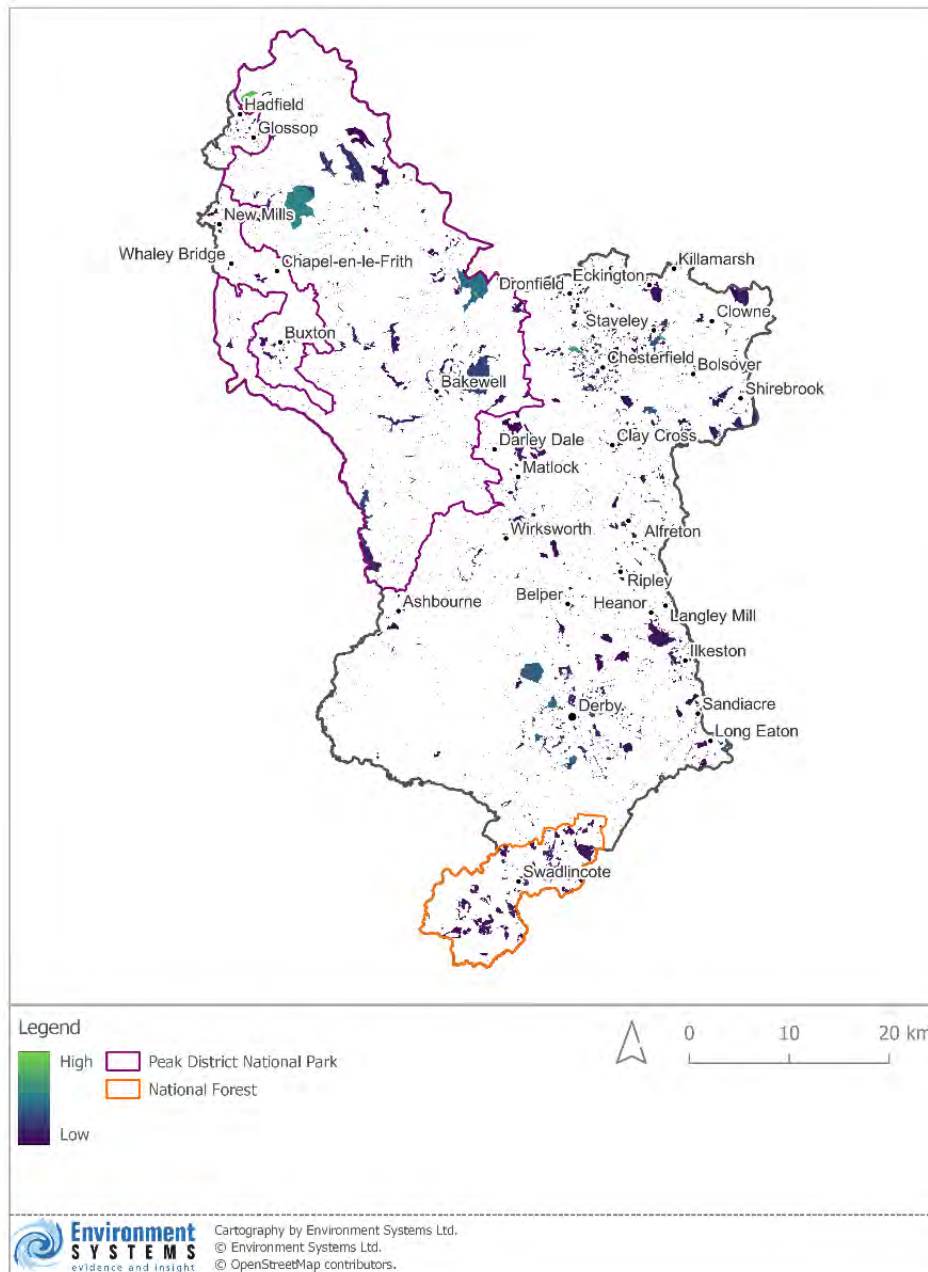 Hadfield
Glossop
New Mills
Whaley Bridge
Chapel-en-le-Frith
Killamarsh
Eckington
Dronfield
Clowne
Staveley
Buxton
Chesterfield
Bolsover
Bakewell
Shirebrook
Darley Dale
Clay Cross
Matlock
Wirksworth
Alfreton
Ripley
Belper
Heanor
Langley Mill
Ashbourne
Ilkeston
Derby
Sandiacre
Long Eaton
Swadlincote
Legend
High
Low
Peak District National Park
National Forest
0 10 20 km
Environment
SYSTEMS
evidence and insight
Cartography by Environment Systems Ltd.
© Environment Systems Ltd.
© OpenStreetMap contributors.